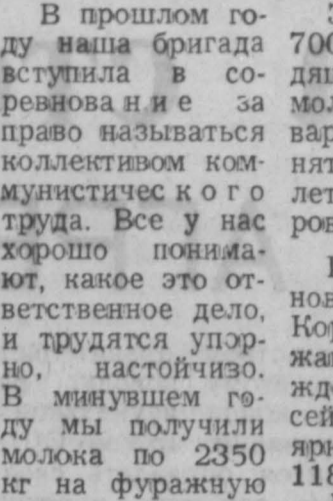 В прошлом го-
ду наша бригада
вступила в со-
ревнование за
право называться
коллективом ком-
мунистического
труда. Все у нас
хорошо понима-
ют, какое это от-
ветственное дело,
и трудятся упор-
но, настойчиво.
В минувшем го-
ду мы получили
молока по 2350
кг на фуражную